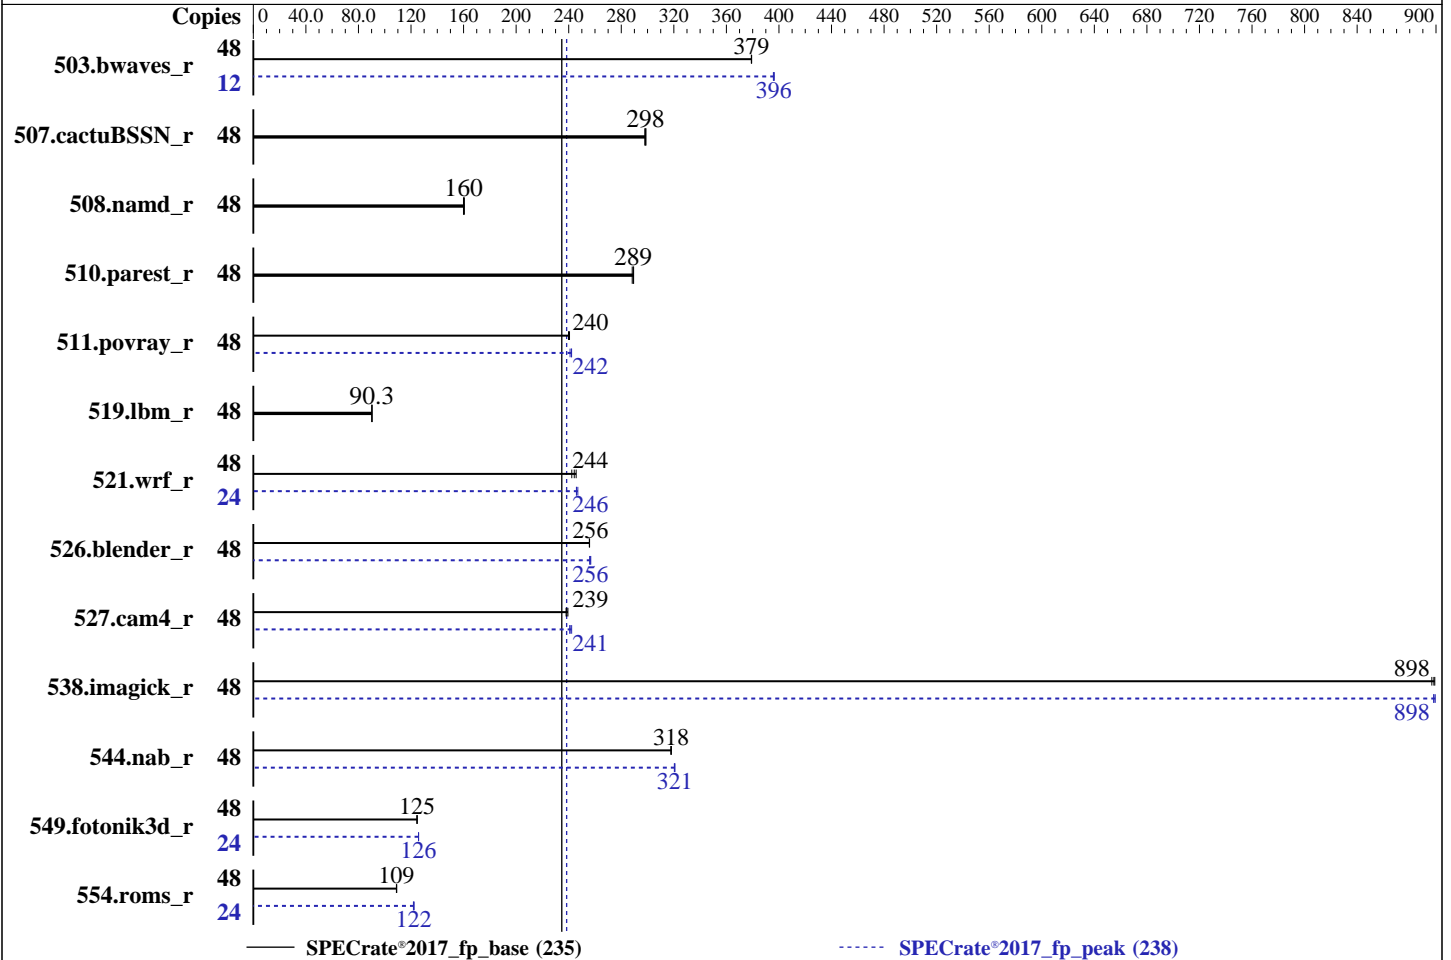 Copies 0 40.0 80.0 120 160 200 240 280 320 360 400 440 480 520 560 600 640 680 720 760 800 840 900
503.bwaves_r 48 379
12 396
507.cactuBSSN_r 48 298
508.namd_r 48 160
510.parest_r 48 289
511.povray_r 48 240
242
519.lbm_r 48 90.3
521.wrf_r 48 244
24 246
526.blender_r 48 256
256
527.cam4_r 48 239
241
538.imagick_r 48 898
898
544.nab_r 48 318
321
549.fotonik3d_r 48 125
24 126
554.roms_r 48 109
24 122
SPECrate®2017_fp_base (235) SPECrate®2017_fp_peak (238)